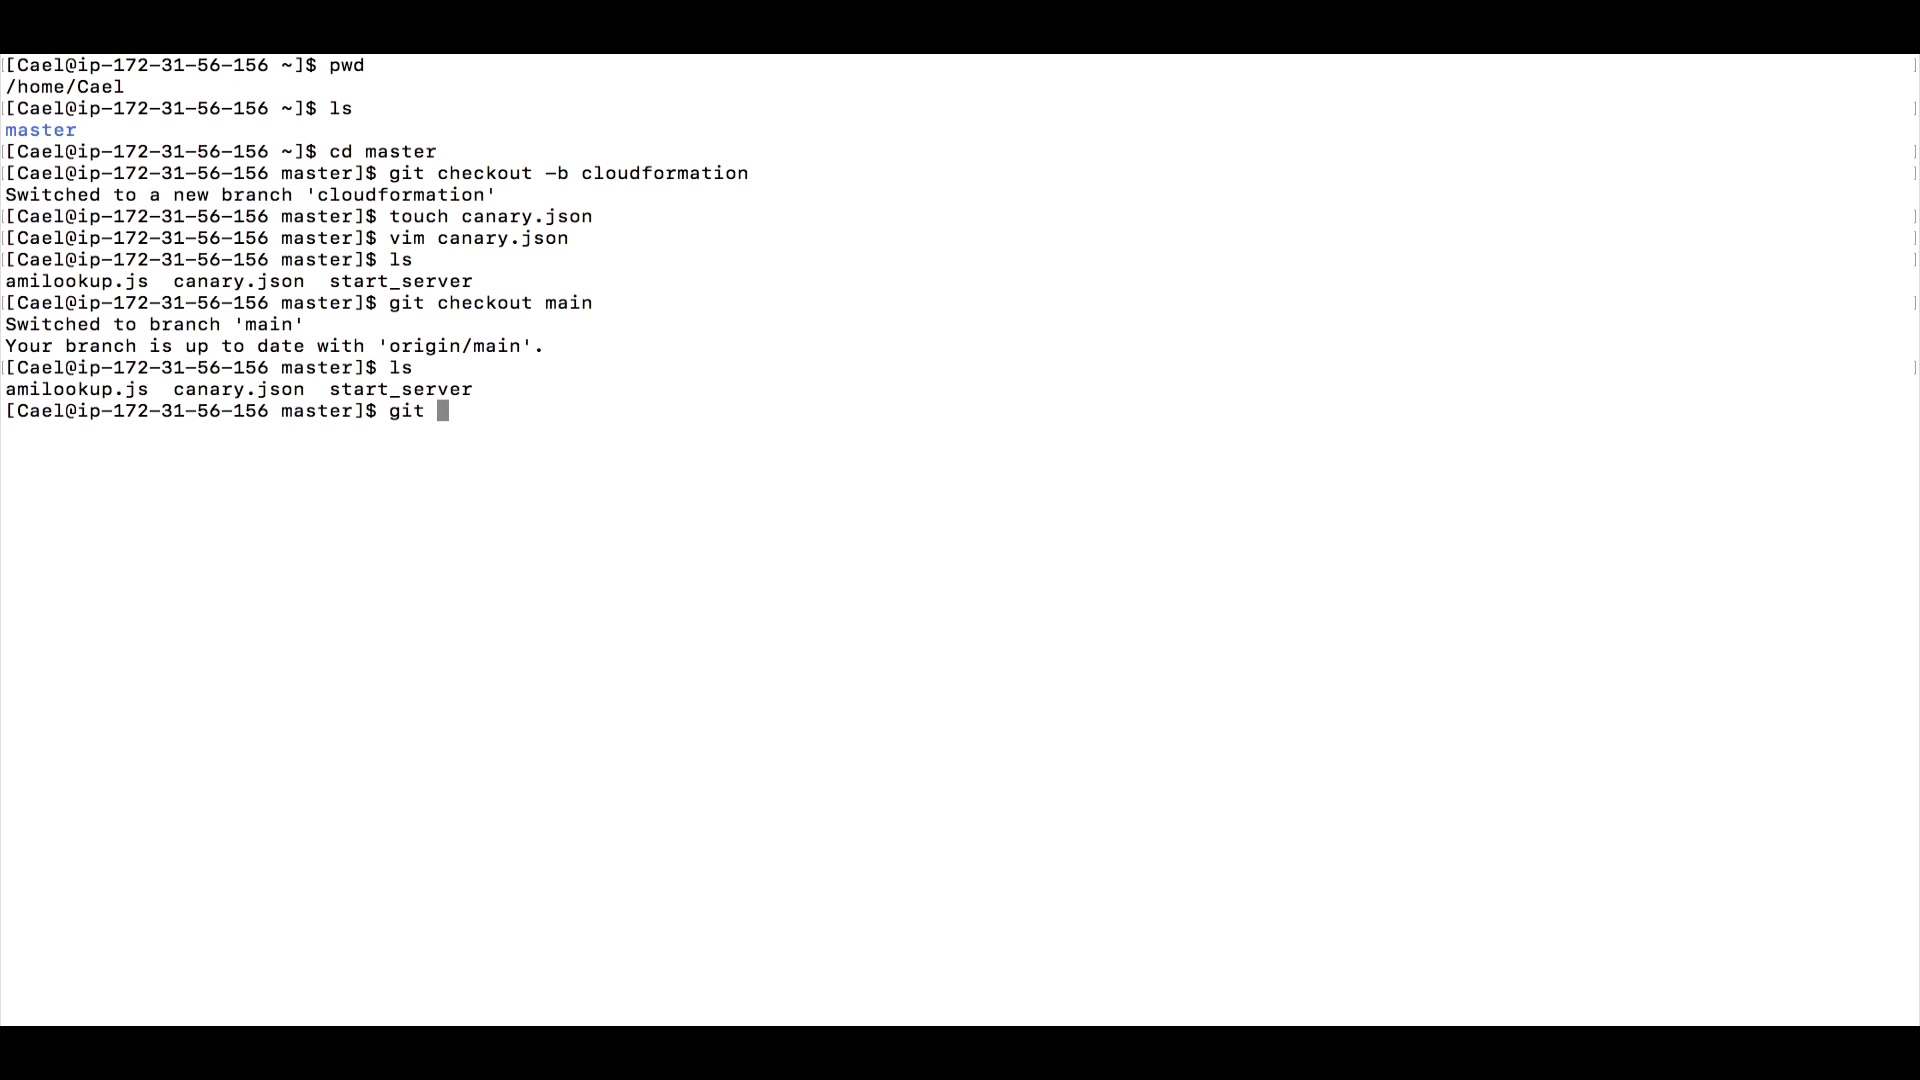 [Cael@ip-172-31-56-156 ~]$ pwd
/home/Cael
[Cael@ip-172-31-56-156 ~]$ ls
master
[Cael@ip-172-31-56-156 ~]$ cd master
[Cael@ip-172-31-56-156 master]$ git checkout -b cloudformation
Switched to a new branch 'cloudformation'
[Cael@ip-172-31-56-156 master]$ touch canary.json
[Cael@ip-172-31-56-156 master]$ vim canary.json
[Cael@ip-172-31-56-156 master]$ ls
amilookup.js  canary.json  start_server
[Cael@ip-172-31-56-156 master]$ git checkout main
Switched to branch 'main'
Your branch is up to date with 'origin/main'.
[Cael@ip-172-31-56-156 master]$ ls
amilookup.js  canary.json  start_server
[Cael@ip-172-31-56-156 master]$ git